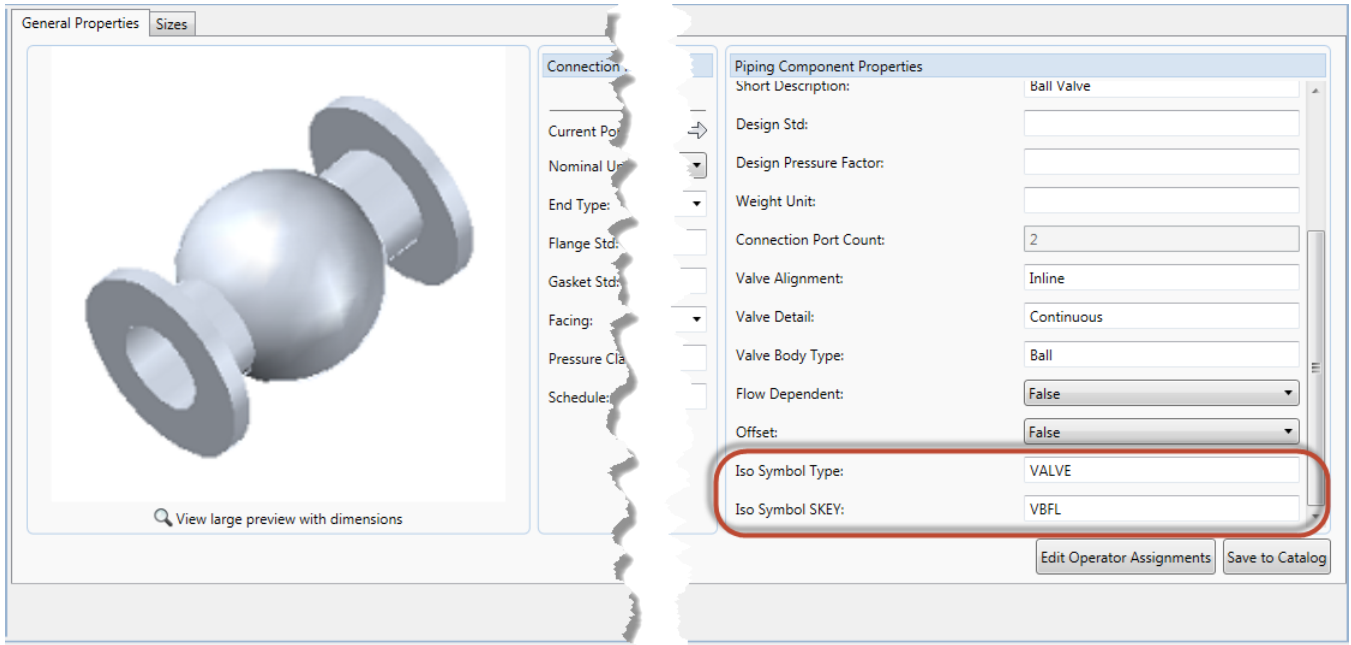 General Properties
Sizes
View large preview with dimensions
Connection
Current
Nominal
End Type:
Flange Std:
Gasket Std:
Facing:
Pressure
Schedule:
Piping Component Properties
Short Description: Ball Valve
Design Std:
Design Pressure Factor:
Weight Unit:
Connection Port Count: 2
Valve Alignment: Inline
Valve Detail: Continuous
Valve Body Type: Ball
Flow Dependent: False
Offset: False
Iso Symbol Type: VALVE
Iso Symbol SKEY: VBFL
Edit Operator Assignments
Save to Catalog